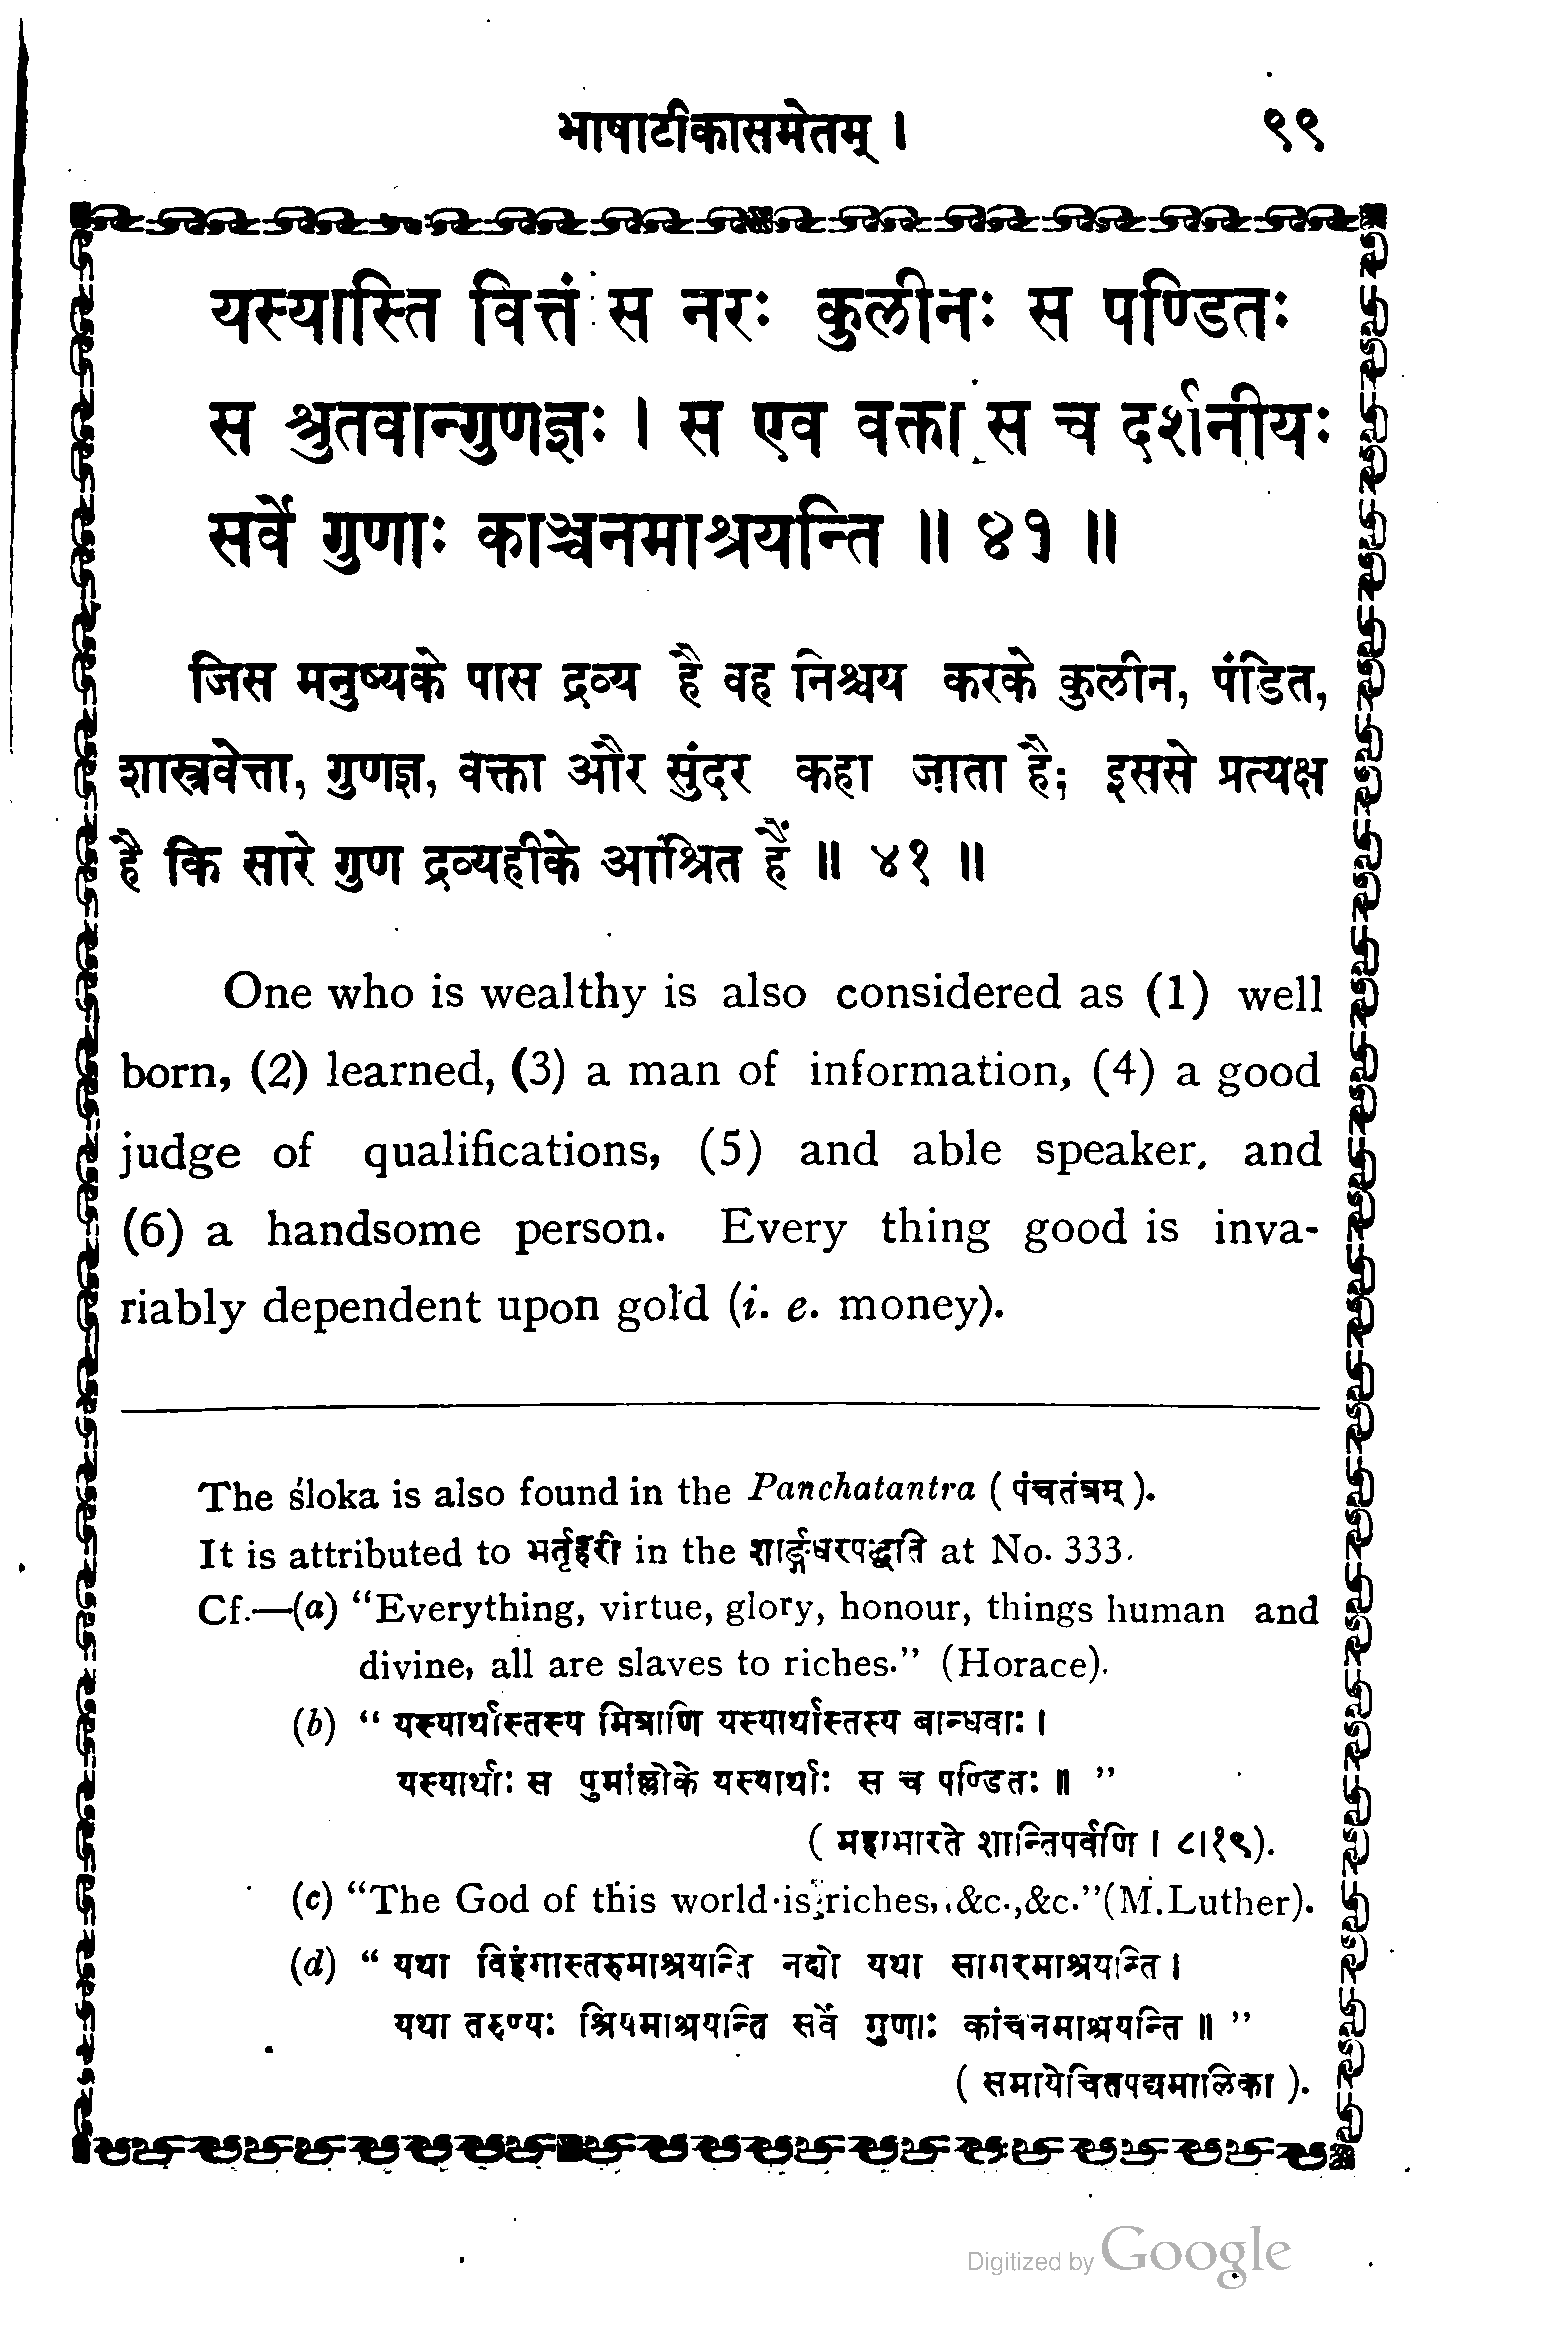 भाषाटीकासमेतम् । ९९
यस्यास्ति वित्तं स नरः कुलीनः स पण्डितः
स श्रुतवान्गुणज्ञः । स एव वक्ता स च दर्शनीयः
सर्वे गुणाः काञ्चनमाश्रयन्ति ॥ ४१ ॥
जिस मनुष्यके पास द्रव्य है वह निश्चय करके कुलीन, पंडित,
शास्त्रवेत्ता, गुणज्ञ, वक्ता और सुंदर कहा जाता है; इससे प्रत्यक्ष
है कि सारे गुण द्रव्यहीके आश्रित हैं ॥ ४१ ॥
One who is wealthy is also considered as (1) well
born, (2) learned, (3) a man of information, (4) a good
judge of qualifications, (5) and able speaker, and
(6) a handsome person. Every thing good is inva-
riably dependent upon gold (i. e. money).
The śloka is also found in the Panchatantra ( पंचतंत्रम् ).
It is attributed to भर्तृहरी in the शार्ङ्गधरपद्धति at No. 333.
Cf.—(a) “Everything, virtue, glory, honour, things human and
divine, all are slaves to riches.” (Horace).
(b) “ यस्यार्थास्तस्य मित्राणि यस्यार्थास्तस्य बान्धवाः ।
यस्यार्थाः स पुमांल्लोके यस्यार्थाः स च पण्डितः ॥ ”
( महाभारते शान्तिपर्वणि । ८।१९).
(c) “The God of this world is riches, &c.,&c.”(M. Luther).
(d) “ यथा विहंगास्तरुमाश्रयन्ति नद्यो यथा सागरमाश्रयन्ति ।
यथा तरुण्यः प्रियमाश्रयन्ति सर्वे गुणाः कांचनमाश्रयन्ति ॥ ”
( समायेचितपद्यमालिका ).
Digitized by Google